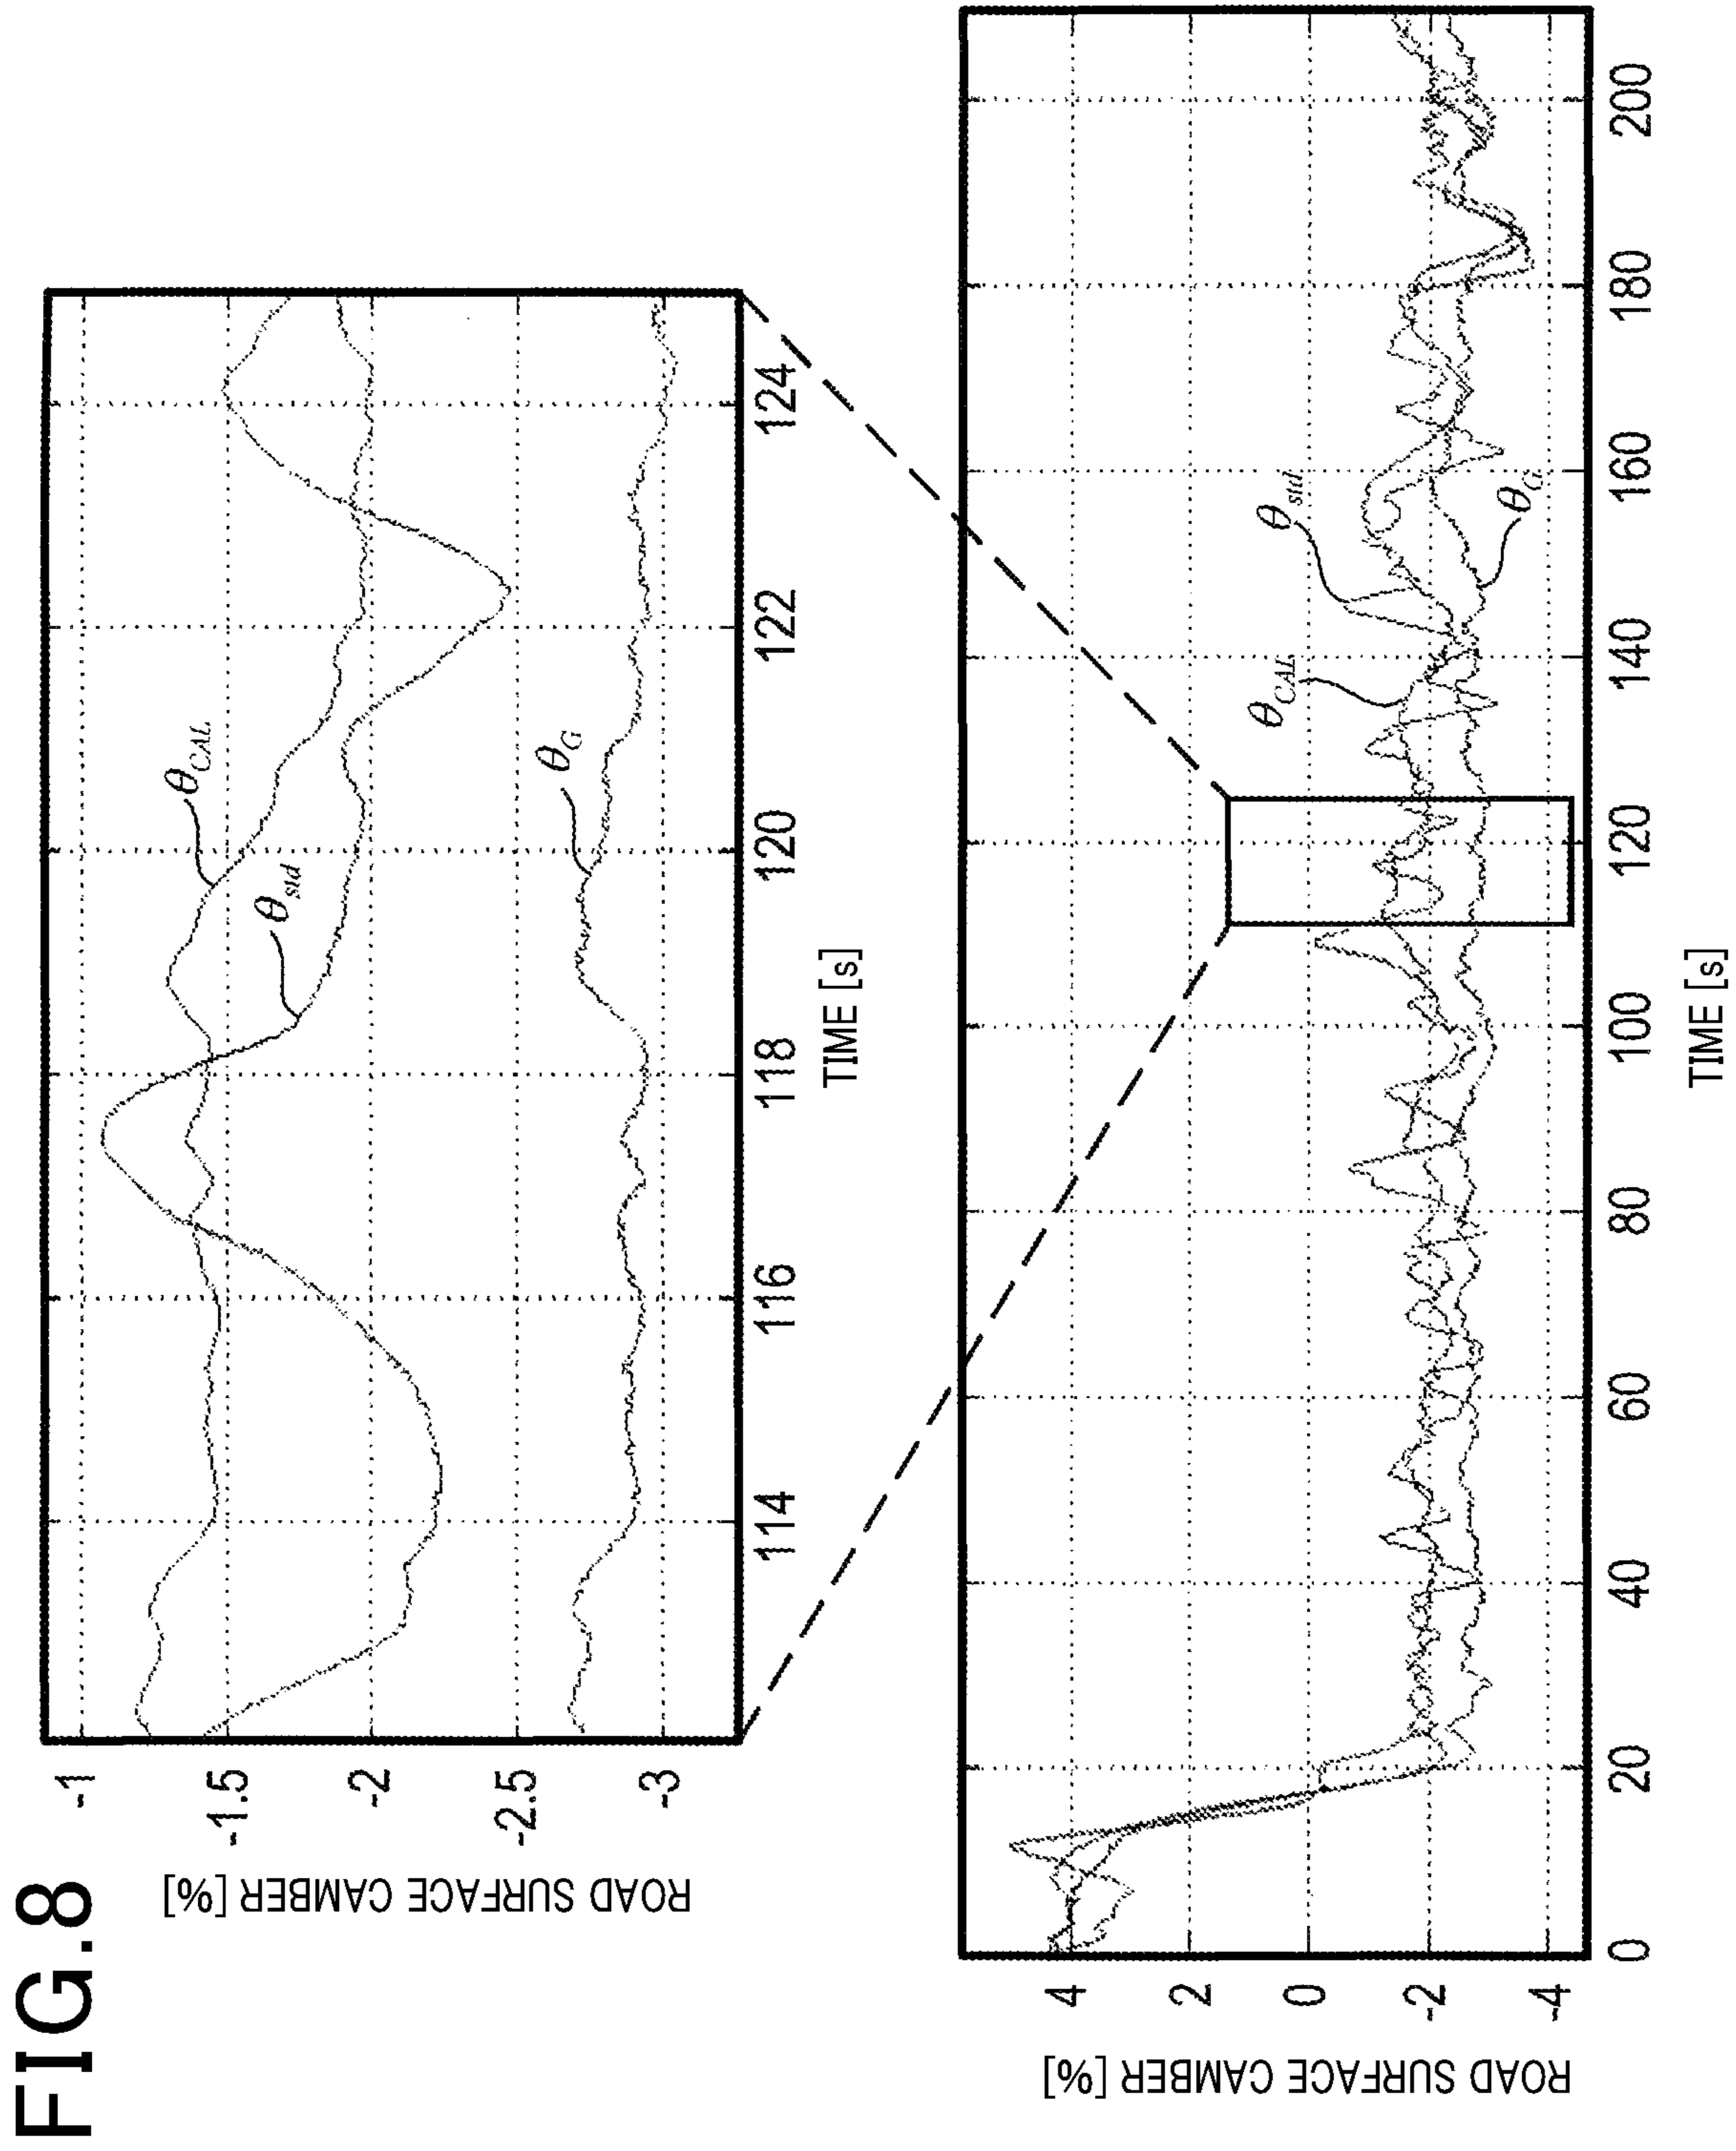 FIG.8
ROAD SURFACE CAMBER [%]
-1
-1.5
-2
-2.5
-3
θCAL
θstd
θG
114
116
118
120
122
124
TIME [s]
ROAD SURFACE CAMBER [%]
4
2
0
-2
-4
θCAL
θstd
θG
0
20
40
60
80
100
120
140
160
180
200
TIME [s]